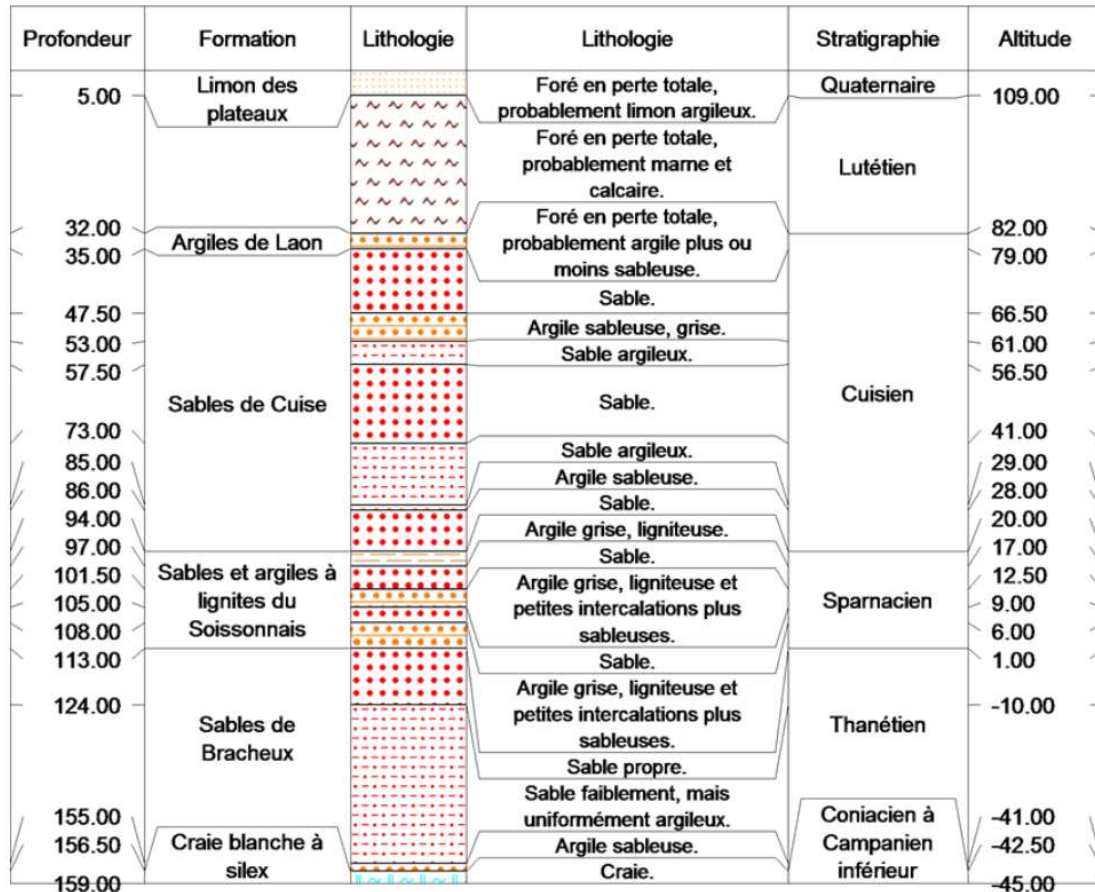 Profondeur Formation Lithologie Lithologie Stratigraphie Altitude
5.00
32.00
35.00
47.50
53.00
57.50
73.00
85.00
86.00
94.00
97.00
101.50
105.00
108.00
113.00
124.00
155.00
156.50
159.00
Limon des
plateaux
Argiles de Laon
Sables de Cuise
Sables et argiles à
lignites du
Soissonnais
Sables de
Bracheux
Craie blanche à
silex
Foré en perte totale,
probablement limon argileux.
Foré en perte totale,
probablement marne et
calcaire.
Foré en perte totale,
probablement argile plus ou
moins sableuse.
Sable.
Argile sableuse, grise.
Sable argileux.
Sable.
Sable argileux.
Argile sableuse.
Sable.
Argile grise, ligniteuse.
Sable.
Argile grise, ligniteuse et
petites intercalations plus
sableuses.
Sable.
Argile grise, ligniteuse et
petites intercalations plus
sableuses.
Sable propre.
Sable faiblement, mais
uniformément argileux.
Argile sableuse.
Craie.
Quaternaire
Lutétien
Cuisien
Sparnacien
Thanétien
Coniacien à
Campanien
inférieur
109.00
82.00
79.00
66.50
61.00
56.50
41.00
29.00
28.00
20.00
17.00
12.50
9.00
6.00
1.00
-10.00
-41.00
-42.50
-45.00